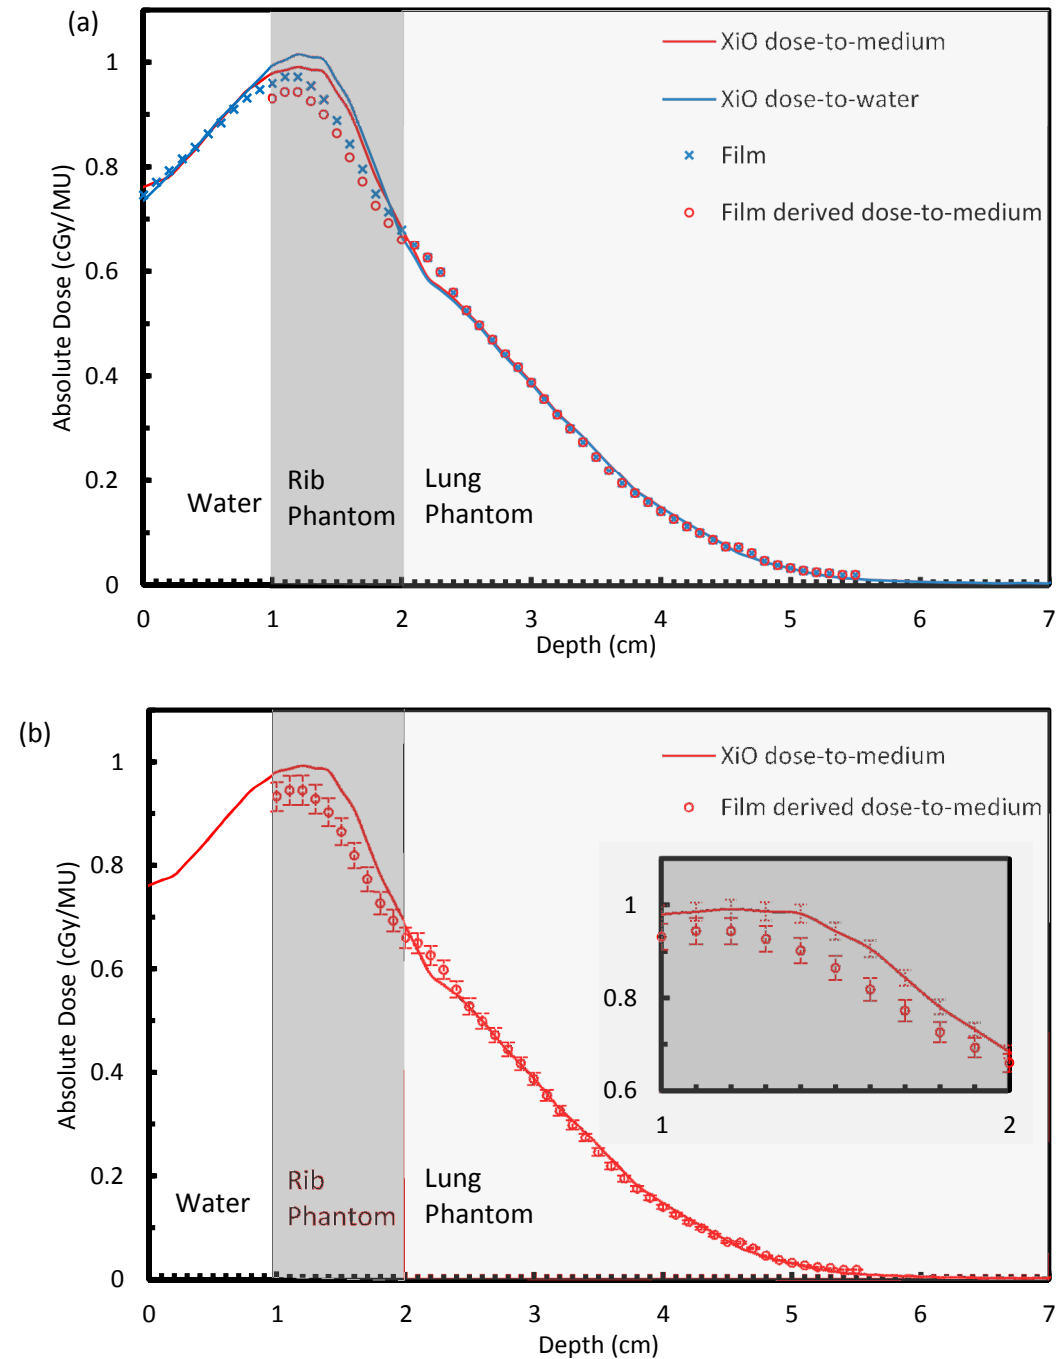 (a)
XiO dose-to-medium
XiO dose-to-water
Film
Film derived dose-to-medium
Absolute Dose (cGy/MU)
1
0.8
0.6
0.4
0.2
0
Water
Rib
Phantom
Lung
Phantom
0 1 2 3 4 5 6 7
Depth (cm)
(b)
XiO dose-to-medium
Film derived dose-to-medium
Absolute Dose (cGy/MU)
1
0.8
0.6
0.4
0.2
0
1
0.8
0.6
1 2
Water
Rib
Phantom
Lung
Phantom
0 1 2 3 4 5 6 7
Depth (cm)